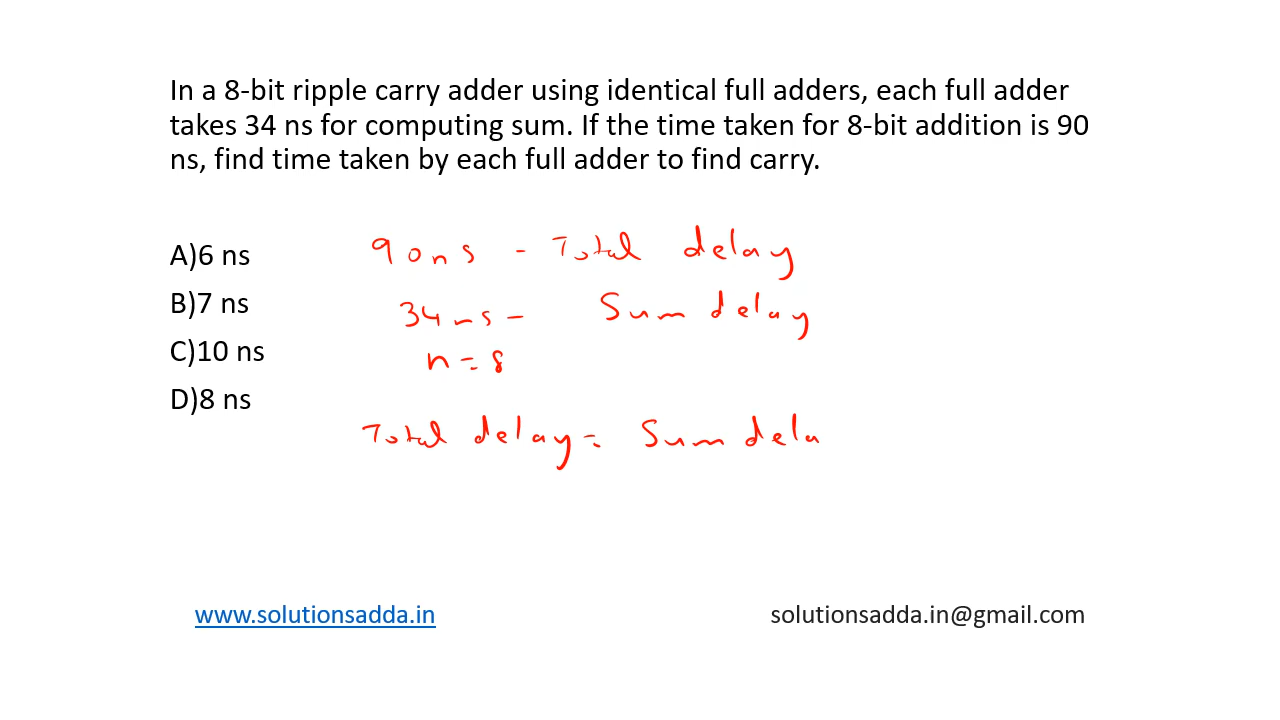 In a 8-bit ripple carry adder using identical full adders, each full adder
takes 34 ns for computing sum. If the time taken for 8-bit addition is 90
ns, find time taken by each full adder to find carry.
A)6 ns
90ns - Total delay
B)7 ns
34ns - Sum delay
C)10 ns
n = 8
D)8 ns
Total delay = Sum dela
www.solutionsadda.in
solutionsadda.in@gmail.com